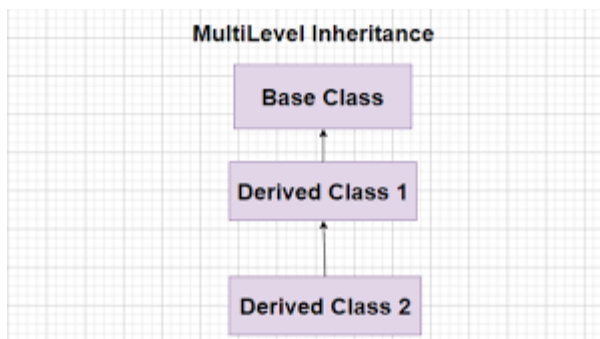 MultiLevel Inheritance
Base Class
Derived Class 1
Derived Class 2